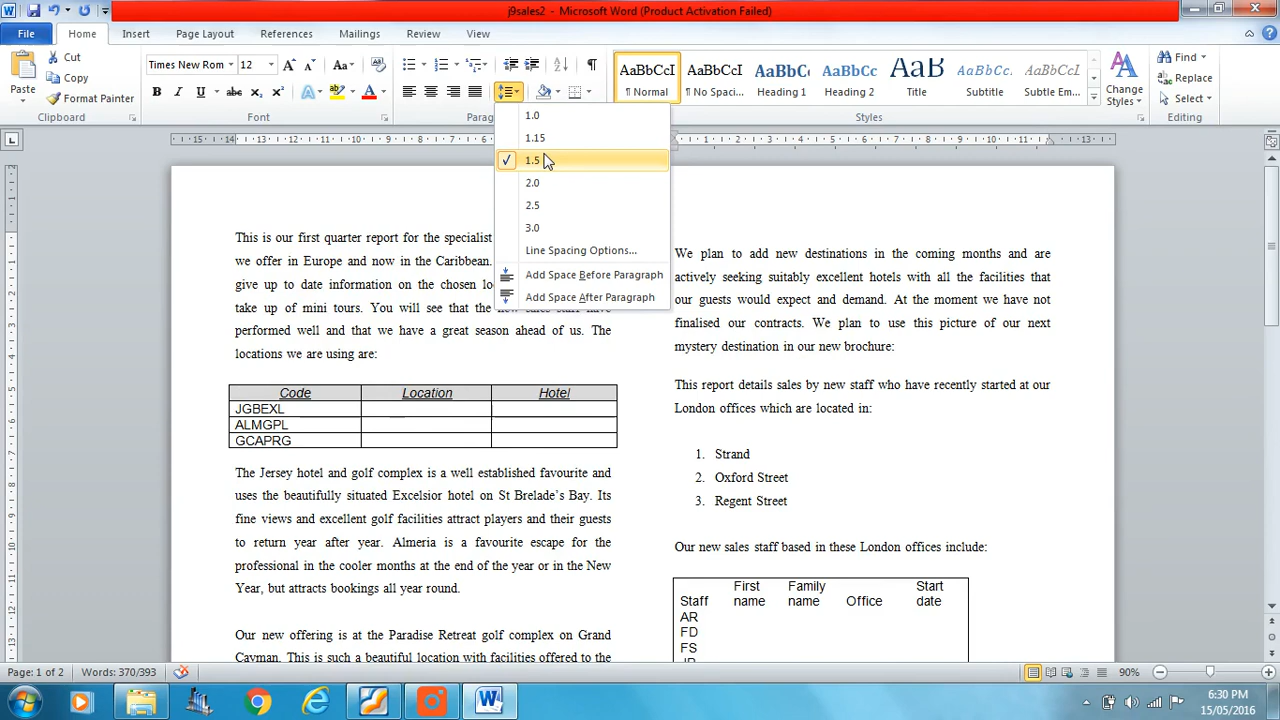 j9sales2 - Microsoft Word (Product Activation Failed)
File Home Insert Page Layout References Mailings Review View
Cut
Copy
Format Painter
Paste
Times New Rom 12
B I U
Parag
AaBbCcI AaBbCcI AaBbCc AaBbCc AaB AaBbCcI AaBbCcI
¶ Normal ¶ No Spaci... Heading 1 Heading 2 Title Subtitle Subtle Em...
Styles
Change
Styles
Find
Replace
Select
Editing
1.0
1.15
1.5
2.0
2.5
3.0
Line Spacing Options...
Add Space Before Paragraph
Add Space After Paragraph
This is our first quarter report for the specialist
we offer in Europe and now in the Caribbean.
give up to date information on the chosen lo
take up of mini tours. You will see that the new sales staff have
performed well and that we have a great season ahead of us. The
locations we are using are:
Code Location Hotel
JGBEXL
ALMGPL
GCAPRG
The Jersey hotel and golf complex is a well established favourite and
uses the beautifully situated Excelsior hotel on St Brelade's Bay. Its
fine views and excellent golf facilities attract players and their guests
to return year after year. Almeria is a favourite escape for the
professional in the cooler months at the end of the year or in the New
Year, but attracts bookings all year round.
Our new offering is at the Paradise Retreat golf complex on Grand
Cayman. This is such a beautiful location with facilities offered to the
We plan to add new destinations in the coming months and are
actively seeking suitably excellent hotels with all the facilities that
our guests would expect and demand. At the moment we have not
finalised our contracts. We plan to use this picture of our next
mystery destination in our new brochure:
This report details sales by new staff who have recently started at our
London offices which are located in:
1. Strand
2. Oxford Street
3. Regent Street
Our new sales staff based in these London offices include:
First Family Start
Staff name name Office date
AR
FD
FS
Page: 1 of 2 Words: 370/393 90%
6:30 PM
15/05/2016